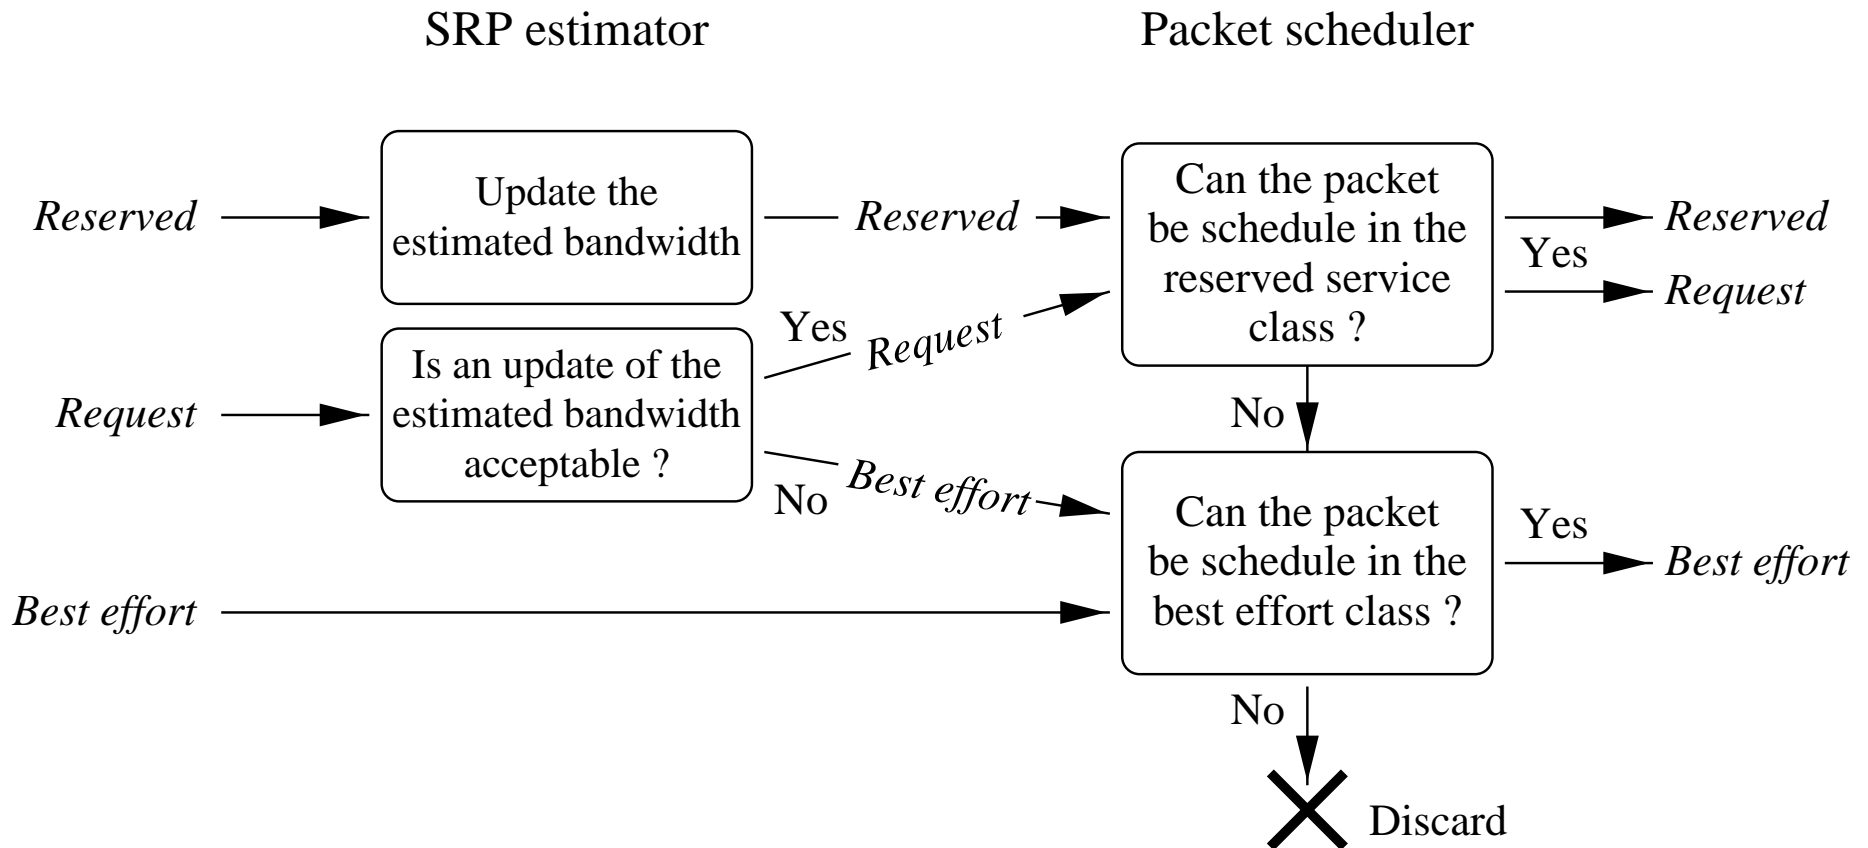 SRP estimator
Packet scheduler
Reserved
Update the
estimated bandwidth
Reserved
Can the packet
be schedule in the
reserved service
class ?
Reserved
Yes
Request
Request
Is an update of the
estimated bandwidth
acceptable ?
Yes
Request
No
Best effort
No
Best effort
Can the packet
be schedule in the
best effort class ?
Yes
Best effort
No
Discard